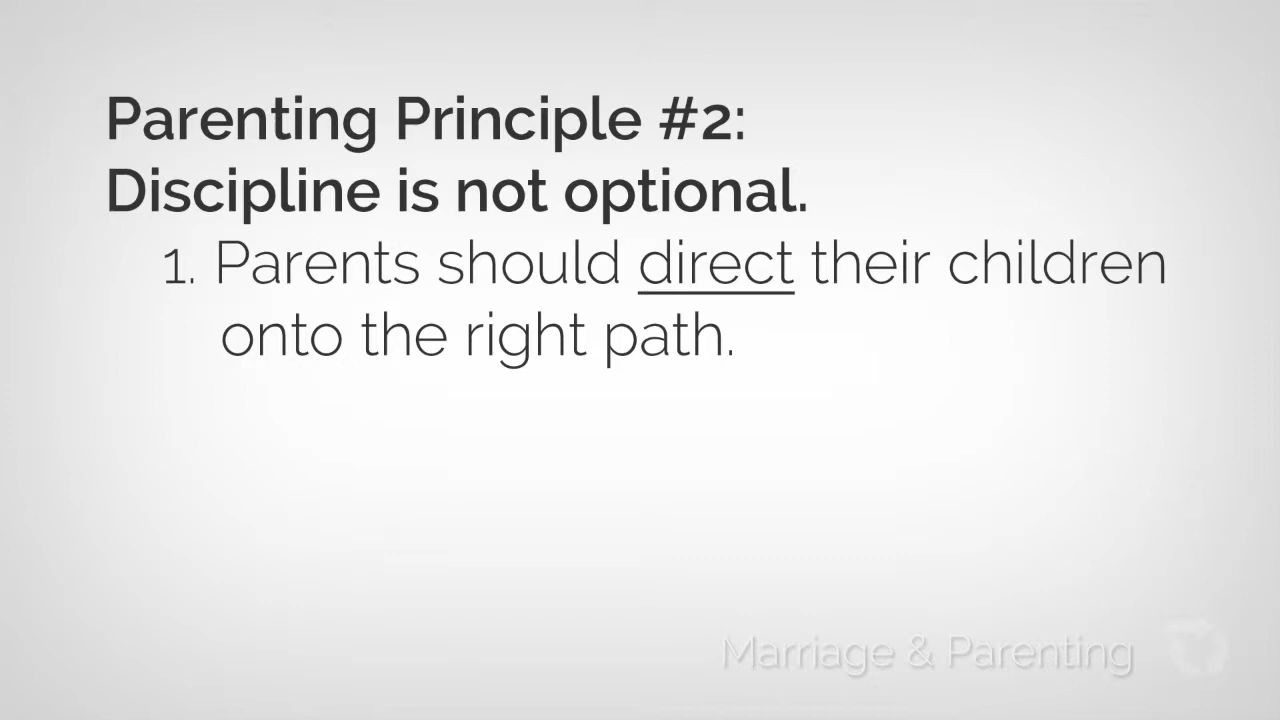 Parenting Principle #2:
Discipline is not optional.
1. Parents should direct their children
onto the right path.
Marriage & Parenting